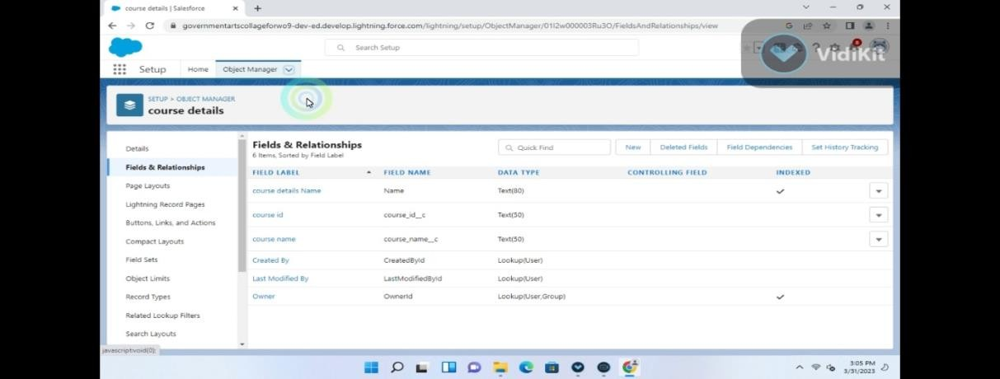 course details | Salesforce
governmentartscollageforwo9-dev-ed.develop.lightning.force.com/lightning/setup/ObjectManager/01I2w000003Ru3O/FieldsAndRelationships/view
VidiKit
Search Setup
Setup Home Object Manager
SETUP > OBJECT MANAGER
course details
Details
Fields & Relationships
Page Layouts
Lightning Record Pages
Buttons, Links, and Actions
Compact Layouts
Field Sets
Object Limits
Record Types
Related Lookup Filters
Search Layouts
Fields & Relationships
6 Items, Sorted by Field Label
Quick Find New Deleted Fields Field Dependencies Set History Tracking
FIELD LABEL FIELD NAME DATA TYPE CONTROLLING FIELD INDEXED
course details Name Name Text(80)
course id course_id__c Text(50)
course name course_name__c Text(50)
Created By CreatedById Lookup(User)
Last Modified By LastModifiedById Lookup(User)
Owner OwnerId Lookup(User,Group)
javascript:void(0);
3:05 PM
3/31/2023